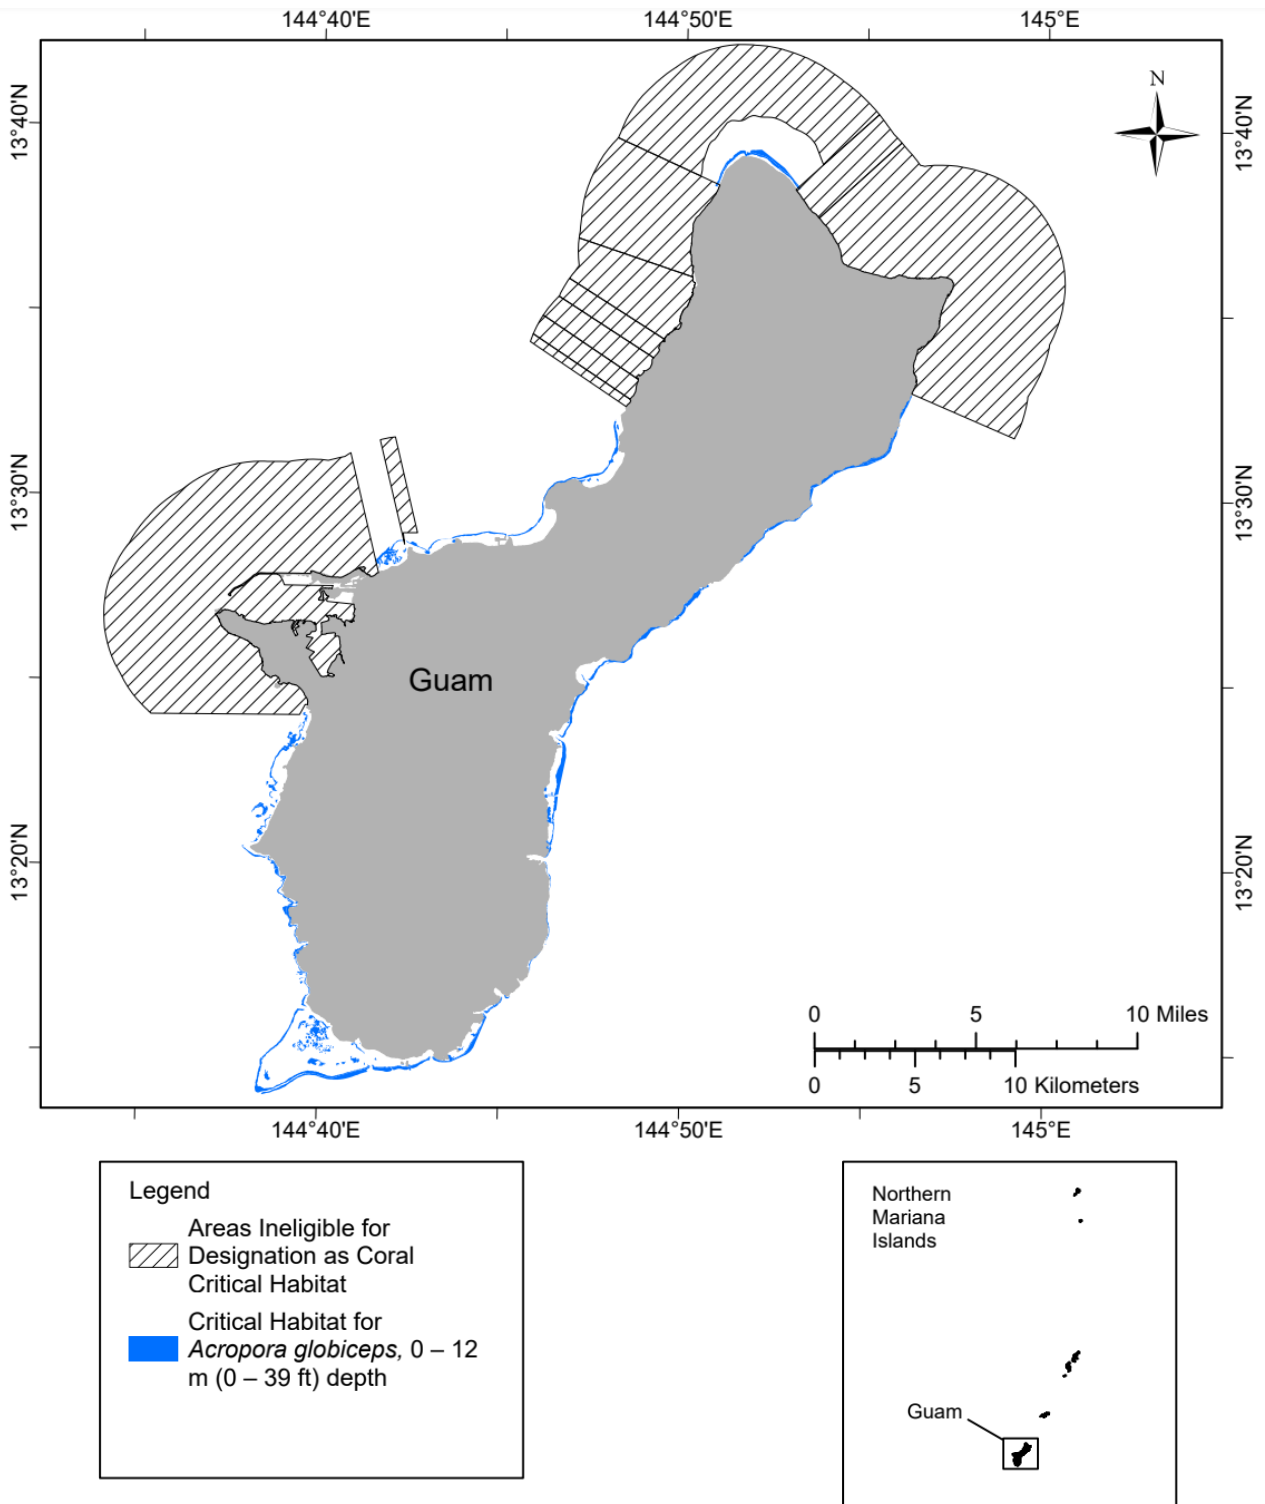 144°40'E
144°50'E
145°E
13°40'N
13°40'N
N
13°30'N
13°30'N
Guam
13°20'N
13°20'N
0
5
10 Miles
0
5
10 Kilometers
144°40'E
144°50'E
145°E
Legend
Areas Ineligible for
Designation as Coral
Critical Habitat
Critical Habitat for
Acropora globiceps, 0 – 12
m (0 – 39 ft) depth
Northern
Mariana
Islands
Guam